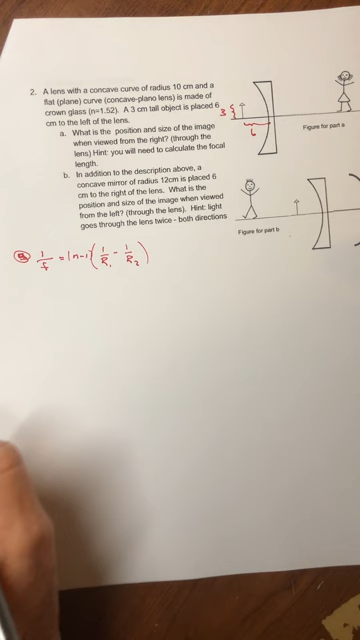 2. A lens with a concave curve of radius 10 cm and a
flat (plane) curve (concave-plano lens) is made of
crown glass (n=1.52). A 3 cm tall object is placed 6
cm to the left of the lens.
a. What is the position and size of the image
when viewed from the right? (through the
lens) Hint: you will need to calculate the focal
length.
b. In addition to the description above, a
concave mirror of radius 12cm is placed 6
cm to the right of the lens. What is the
position and size of the image when viewed
from the left? (through the lens). Hint: light
goes through the lens twice - both directions
3
6
Figure for part a
Figure for part b
1/f = (n-1)(1/R₁ - 1/R₂)